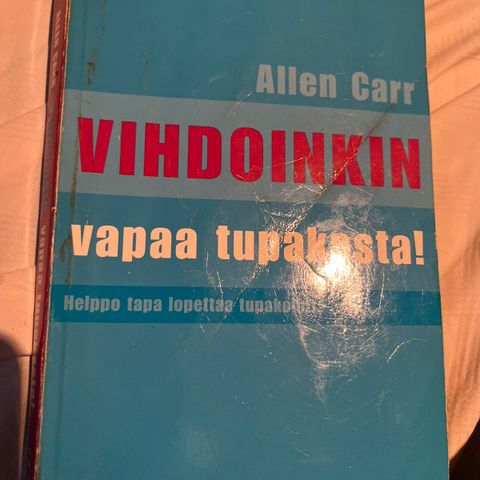 Allen Carr
VIHDOINKIN
vapaa tupakasta!
Helppo tapa lopettaa